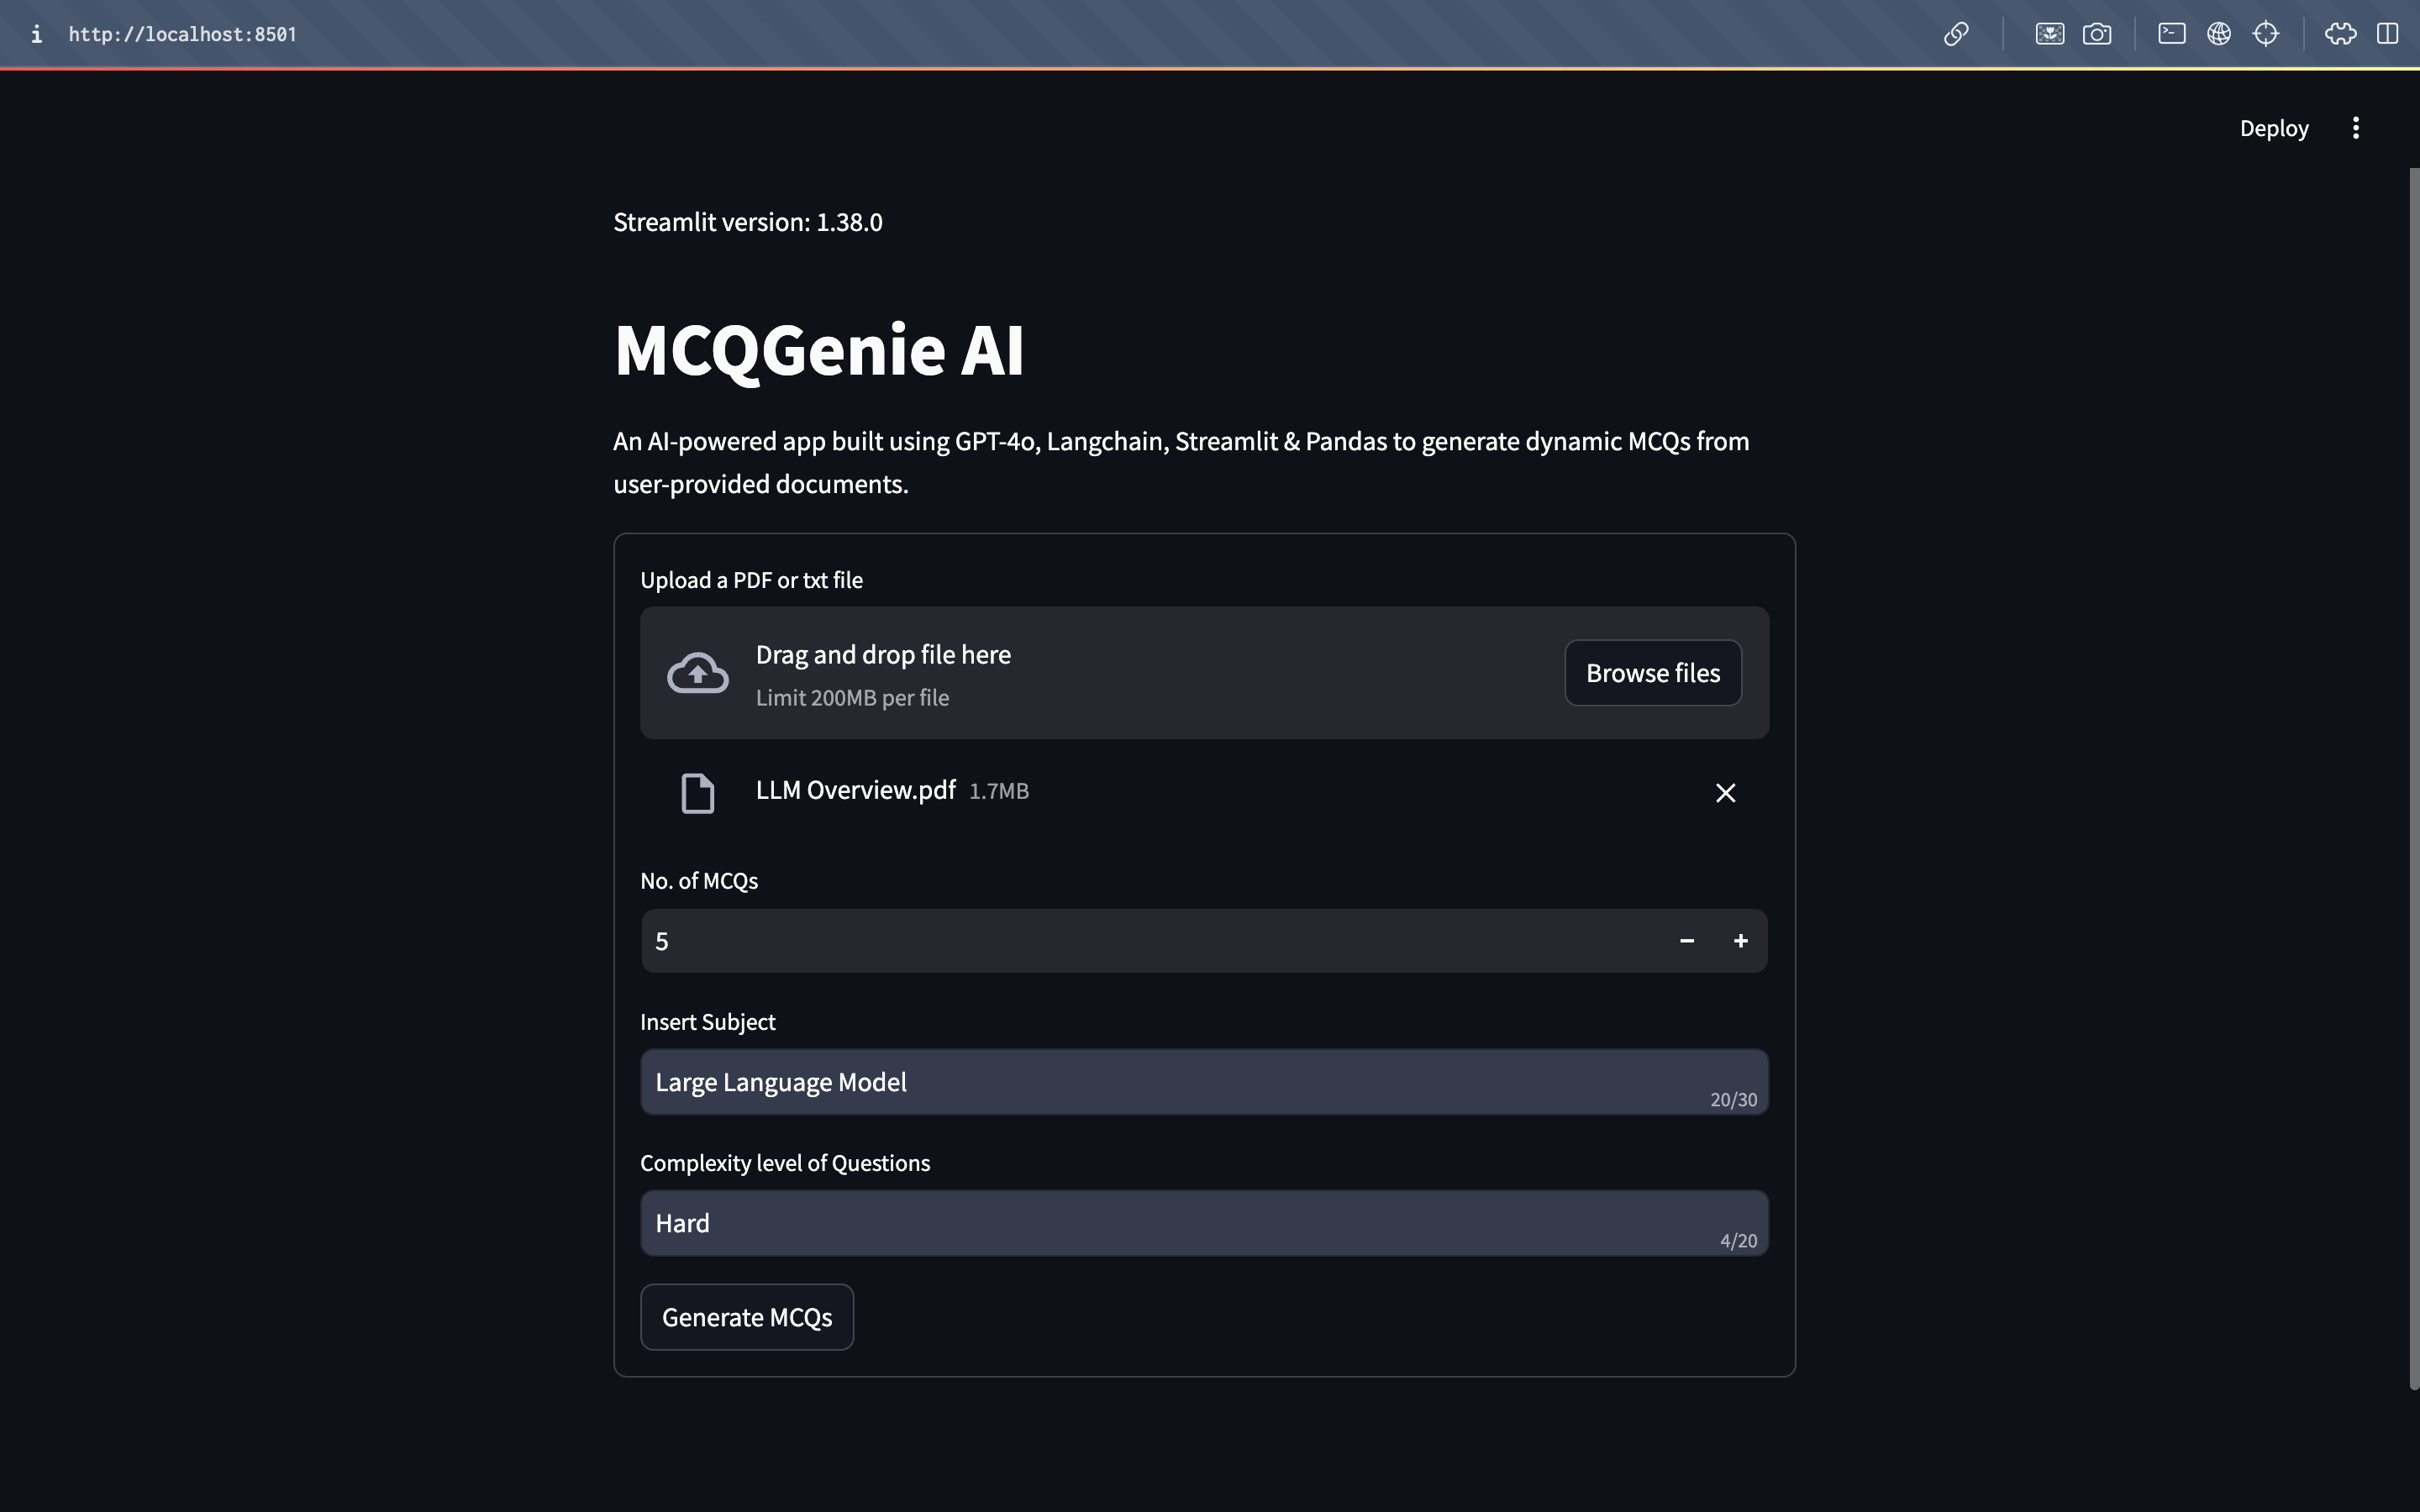 http://localhost:8501
Deploy
Streamlit version: 1.38.0
MCQGenie AI
An AI-powered app built using GPT-4o, Langchain, Streamlit & Pandas to generate dynamic MCQs from
user-provided documents.
Upload a PDF or txt file
Drag and drop file here
Limit 200MB per file
Browse files
LLM Overview.pdf 1.7MB
No. of MCQs
5
Insert Subject
Large Language Model
20/30
Complexity level of Questions
Hard
4/20
Generate MCQs